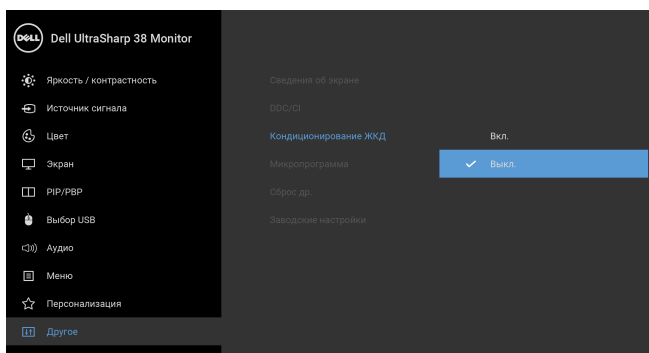 DELL Dell UltraSharp 38 Monitor
Яркость / контрастность
Источник сигнала
Цвет
Экран
PIP/PBP
Выбор USB
Аудио
Меню
Персонализация
Другое
Сведения об экране
DDC/CI
Кондиционирование ЖКД
Микропрограмма
Сброс др.
Заводские настройки
Вкл.
Выкл.